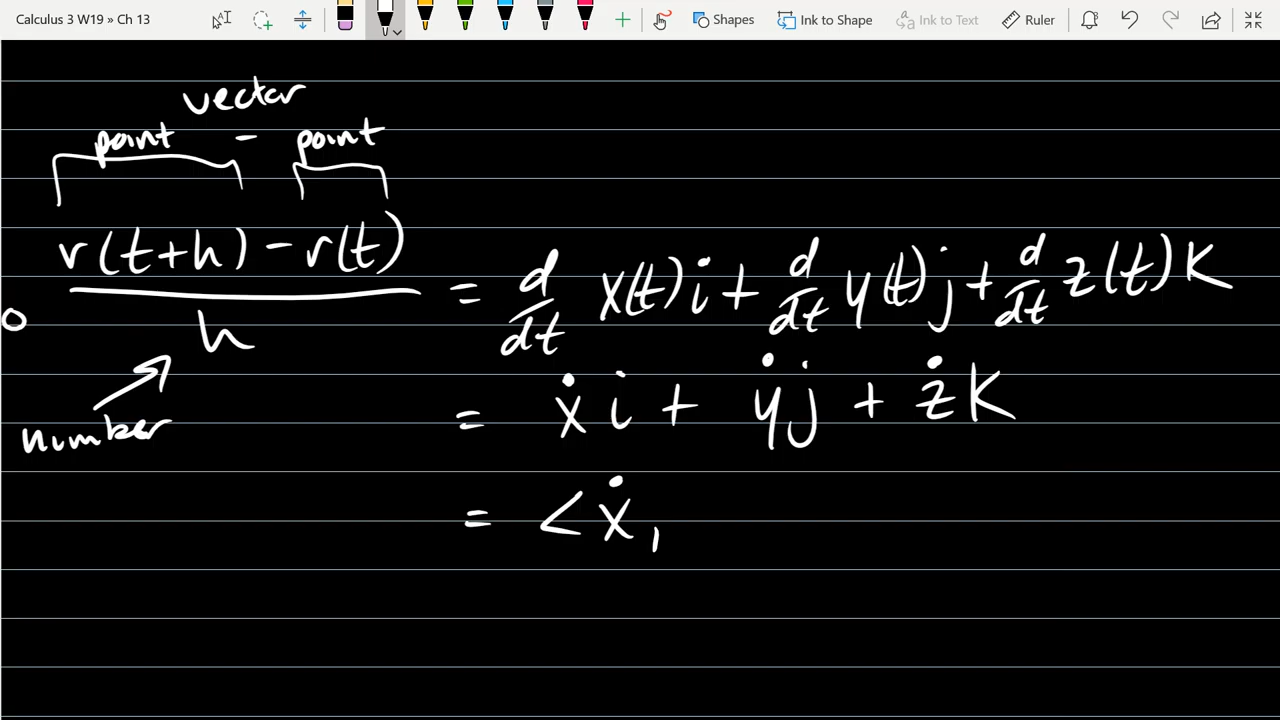 Calculus 3 W19 » Ch 13
Shapes
Ink to Shape
Ink to Text
Ruler
vector
point - point
r(t+h) - r(t)
0
h
number
= d/dt x(t)i + d/dt y(t)j + d/dt z(t)K
= ẋi + ẏj + żK
= <ẋ,